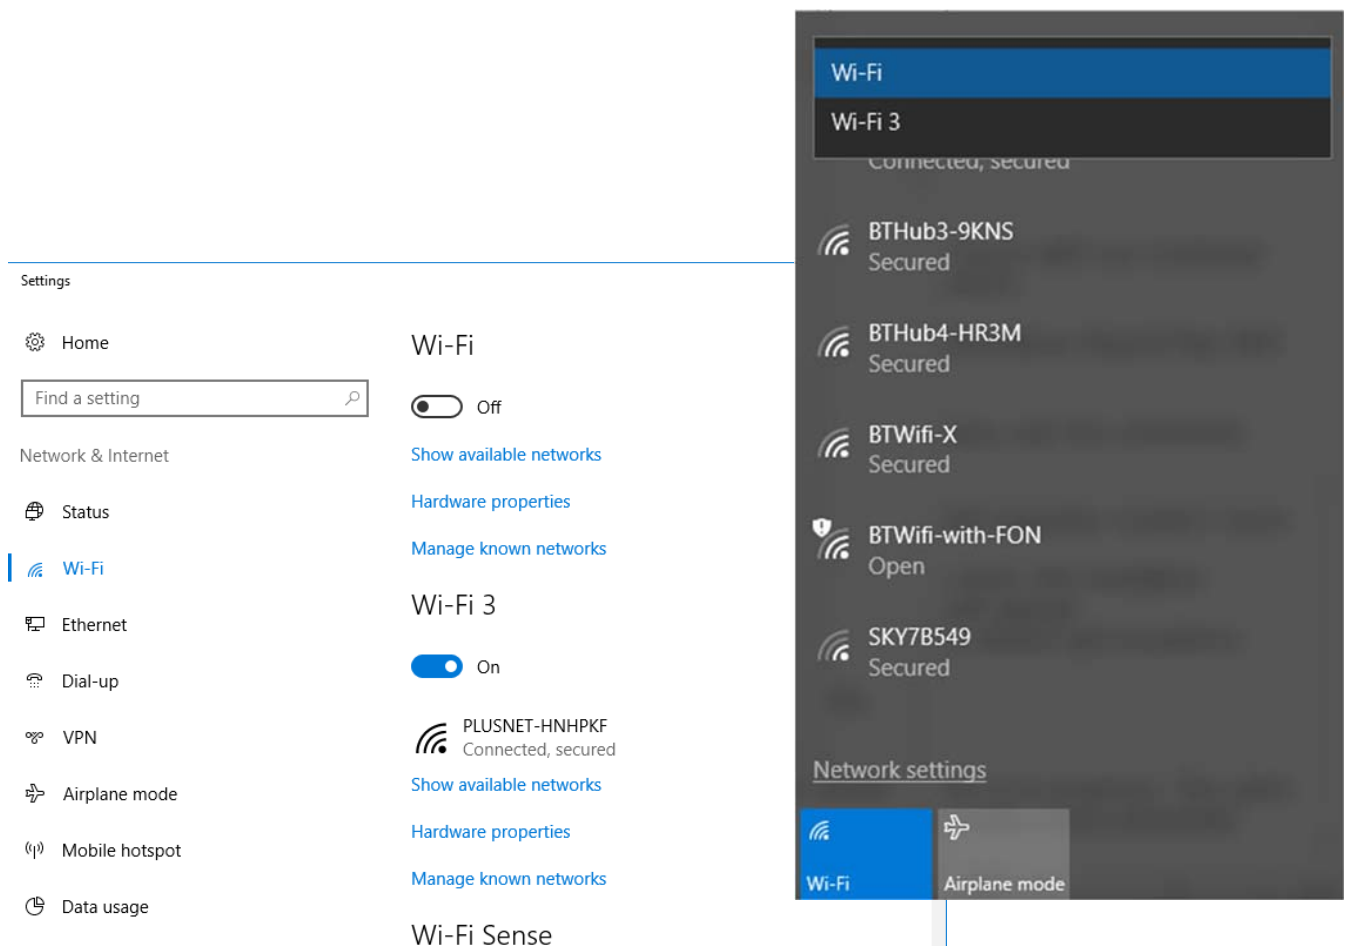 Settings
Home
Find a setting
Network & Internet
Status
Wi-Fi
Ethernet
Dial-up
VPN
Airplane mode
Mobile hotspot
Data usage
Wi-Fi
Off
Show available networks
Hardware properties
Manage known networks
Wi-Fi 3
On
PLUSNET-HNHPKF
Connected, secured
Show available networks
Hardware properties
Manage known networks
Wi-Fi Sense
Wi-Fi
Wi-Fi 3
Connected, secured
BTHub3-9KNS
Secured
BTHub4-HR3M
Secured
BTWifi-X
Secured
BTWifi-with-FON
Open
SKY7B549
Secured
Network settings
Wi-Fi
Airplane mode